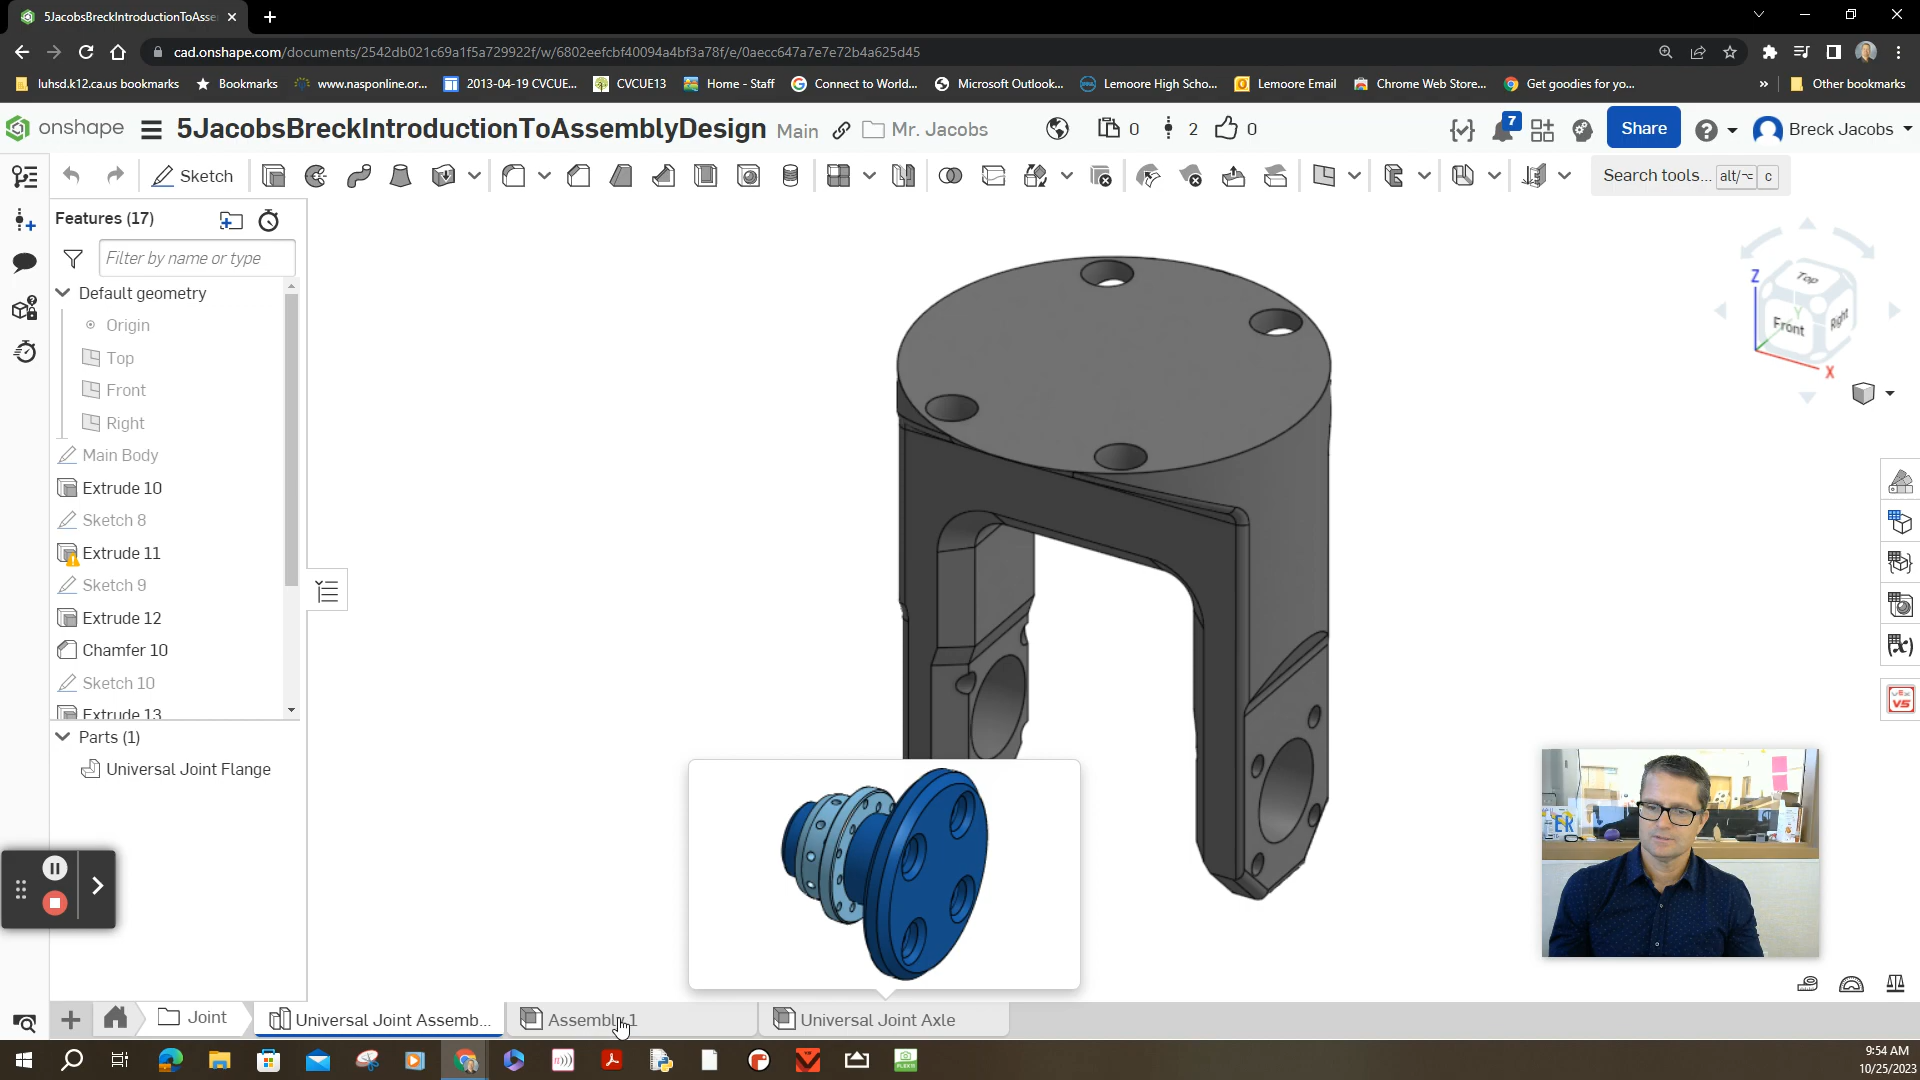 5JacobsBreckIntroductionToAsse
cad.onshape.com/documents/2542db021c69a1f5a729922f/w/6802eefcbf40094a4bf3a78f/e/0aecc647a7e7e72b4a625d45
luhsd.k12.ca.us bookmarks
Bookmarks
www.nasponline.or...
2013-04-19 CVCUE...
CVCUE13
Home - Staff
Connect to World...
Microsoft Outlook...
Lemoore High Scho...
Lemoore Email
Chrome Web Store...
Get goodies for yo...
»
Other bookmarks
onshape
5JacobsBreckIntroductionToAssemblyDesign
Main
Mr. Jacobs
0
2
0
7
Share
Breck Jacobs
Sketch
Search tools... alt/⌥ c
Features (17)
Filter by name or type
Default geometry
Origin
Top
Front
Right
Main Body
Extrude 10
Sketch 8
Extrude 11
Sketch 9
Extrude 12
Chamfer 10
Sketch 10
Extrude 13
Parts (1)
Universal Joint Flange
Z
Top
Y
Front
Right
X
(x)
VEX
V5
ER
Joint
Universal Joint Assemb...
Assembly 1
Universal Joint Axle
9:54 AM
10/25/2023